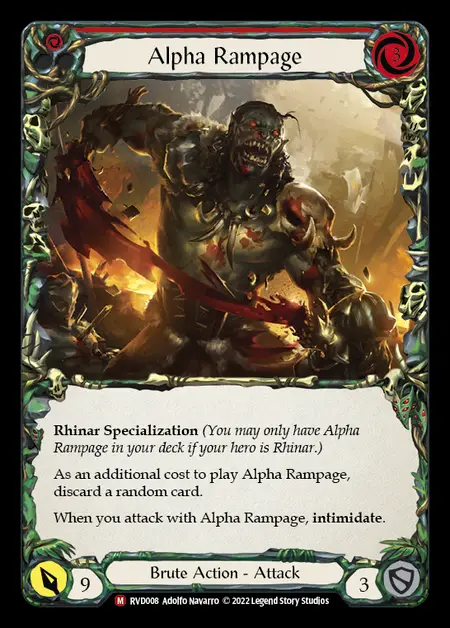 Alpha Rampage
3
Rhinar Specialization (You may only have Alpha
Rampage in your deck if your hero is Rhinar.)
As an additional cost to play Alpha Rampage,
discard a random card.
When you attack with Alpha Rampage, intimidate.
9
Brute Action - Attack
3
M RVD008 Adolfo Navarro © 2022 Legend Story Studios